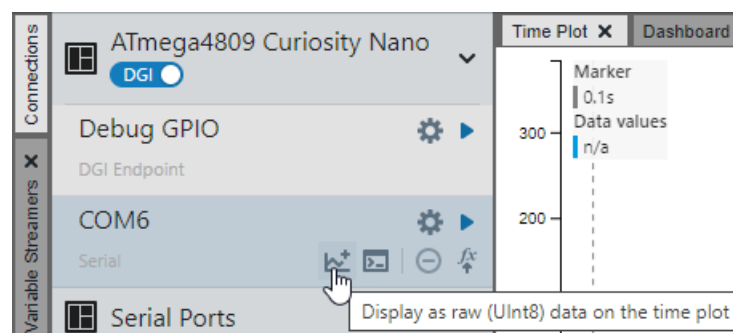 Connections
Variable Streamers
ATmega4809 Curiosity Nano
DGI
Debug GPIO
DGI Endpoint
COM6
Serial
Serial Ports
Time Plot
Dashboard
Marker
0.1s
Data values
n/a
300
200
Display as raw (UInt8) data on the time plot